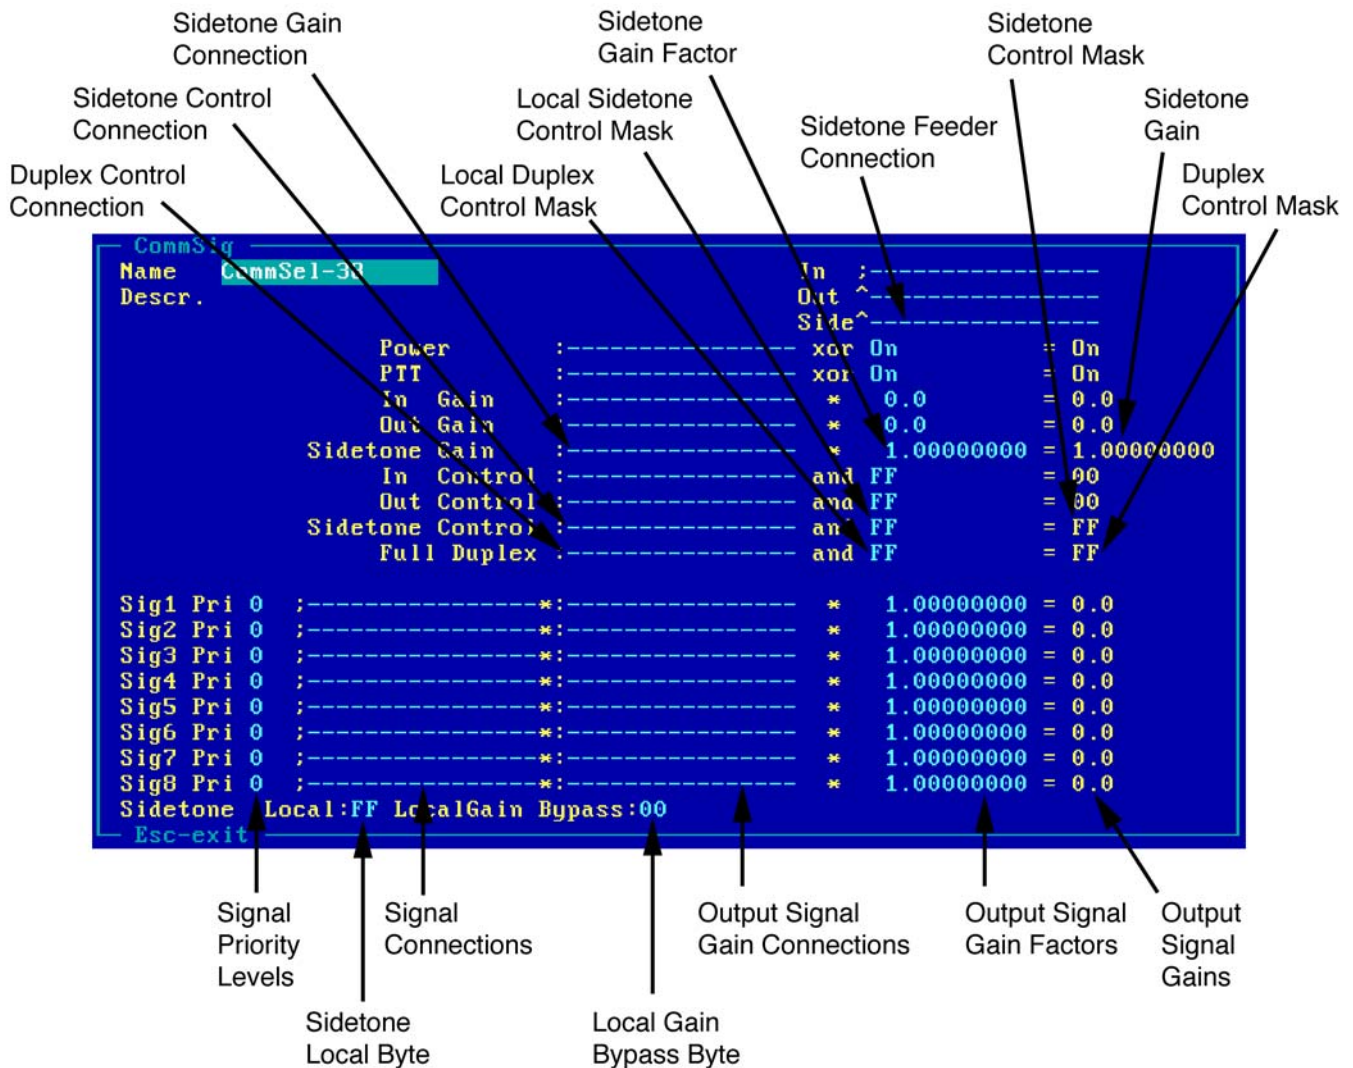 Sidetone Gain
Connection
Sidetone
Gain Factor
Sidetone
Control Mask
Sidetone Control
Connection
Local Sidetone
Control Mask
Sidetone Feeder
Connection
Sidetone
Gain
Duplex Control
Connection
Local Duplex
Control Mask
Duplex
Control Mask
CommSig
Name CommSel-38 In ;----------------
Descr. Out ^----------------
Side^----------------
Power :---------------- xor On = On
PTT :---------------- xor On = On
In Gain :---------------- * 0.0 = 0.0
Out Gain :---------------- * 0.0 = 0.0
Sidetone Gain :---------------- * 1.00000000 = 1.00000000
In Control :---------------- and FF = 00
Out Control :---------------- and FF = 00
Sidetone Control :---------------- and FF = FF
Full Duplex :---------------- and FF = FF
Sig1 Pri 0 ;----------------*:---------------- * 1.00000000 = 0.0
Sig2 Pri 0 ;----------------*:---------------- * 1.00000000 = 0.0
Sig3 Pri 0 ;----------------*:---------------- * 1.00000000 = 0.0
Sig4 Pri 0 ;----------------*:---------------- * 1.00000000 = 0.0
Sig5 Pri 0 ;----------------*:---------------- * 1.00000000 = 0.0
Sig6 Pri 0 ;----------------*:---------------- * 1.00000000 = 0.0
Sig7 Pri 0 ;----------------*:---------------- * 1.00000000 = 0.0
Sig8 Pri 0 ;----------------*:---------------- * 1.00000000 = 0.0
Sidetone Local:FF LocalGain Bypass:00
Esc-exit
Signal
Priority
Levels
Signal
Connections
Output Signal
Gain Connections
Output Signal
Gain Factors
Output
Signal
Gains
Sidetone
Local Byte
Local Gain
Bypass Byte